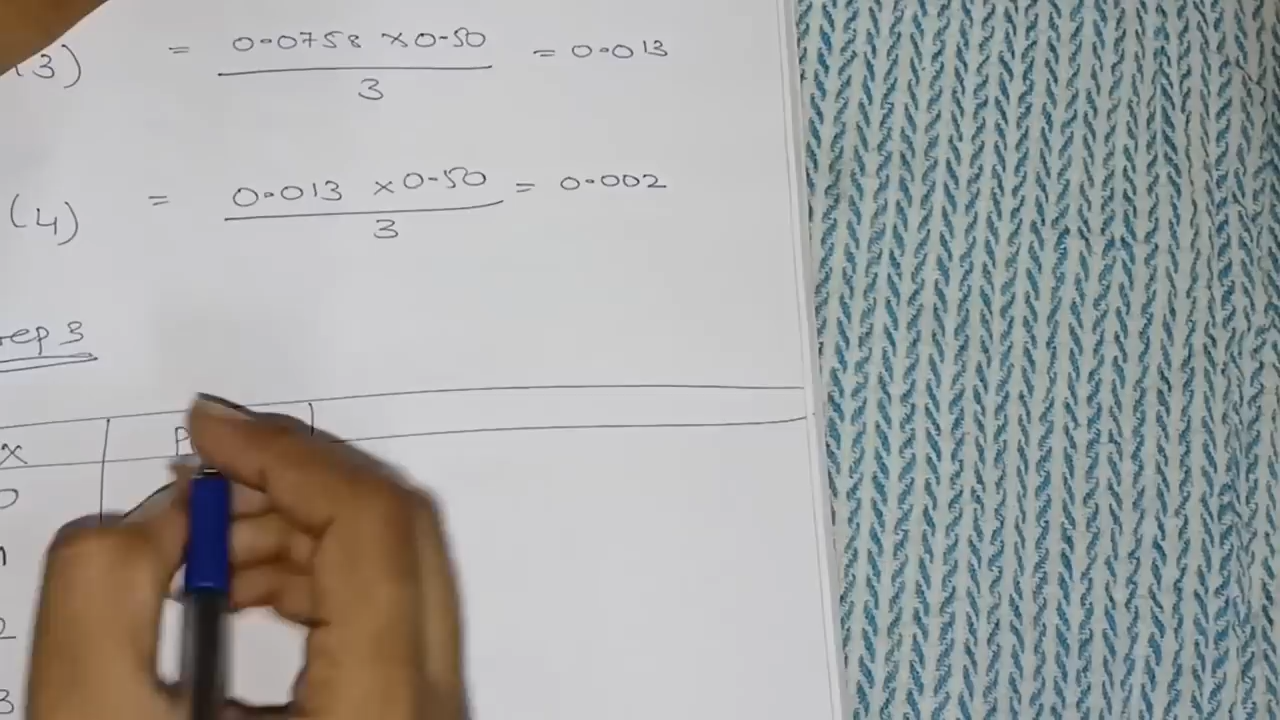 3) = 0.0758 × 0.50 / 3 = 0.013
(4) = 0.013 × 0.50 / 3 = 0.002
ep 3
x P
0
1
2
3